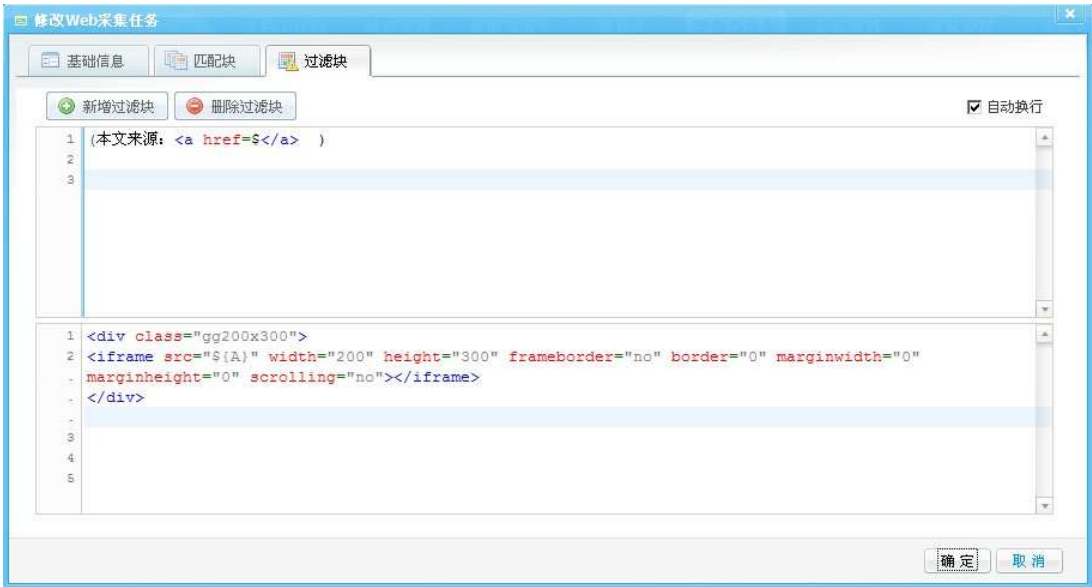 修改Web采集任务
基础信息 匹配块 过滤块
新增过滤块 删除过滤块 自动换行
1 (本文来源: <a href=$</a> )
2
3
1 <div class="gg200x300">
2 <iframe src="${A}" width="200" height="300" frameborder="no" border="0" marginwidth="0"
- marginheight="0" scrolling="no"></iframe>
- </div>
-
3
4
5
确定 取消